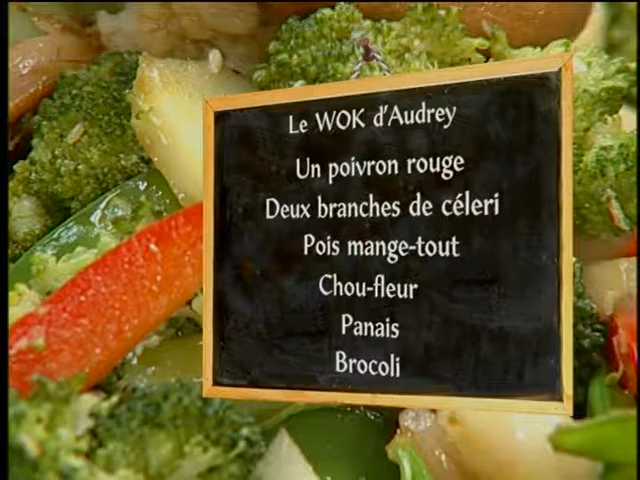 Le WOK d'Audrey
Un poivron rouge
Deux branches de céleri
Pois mange-tout
Chou-fleur
Panais
Brocoli